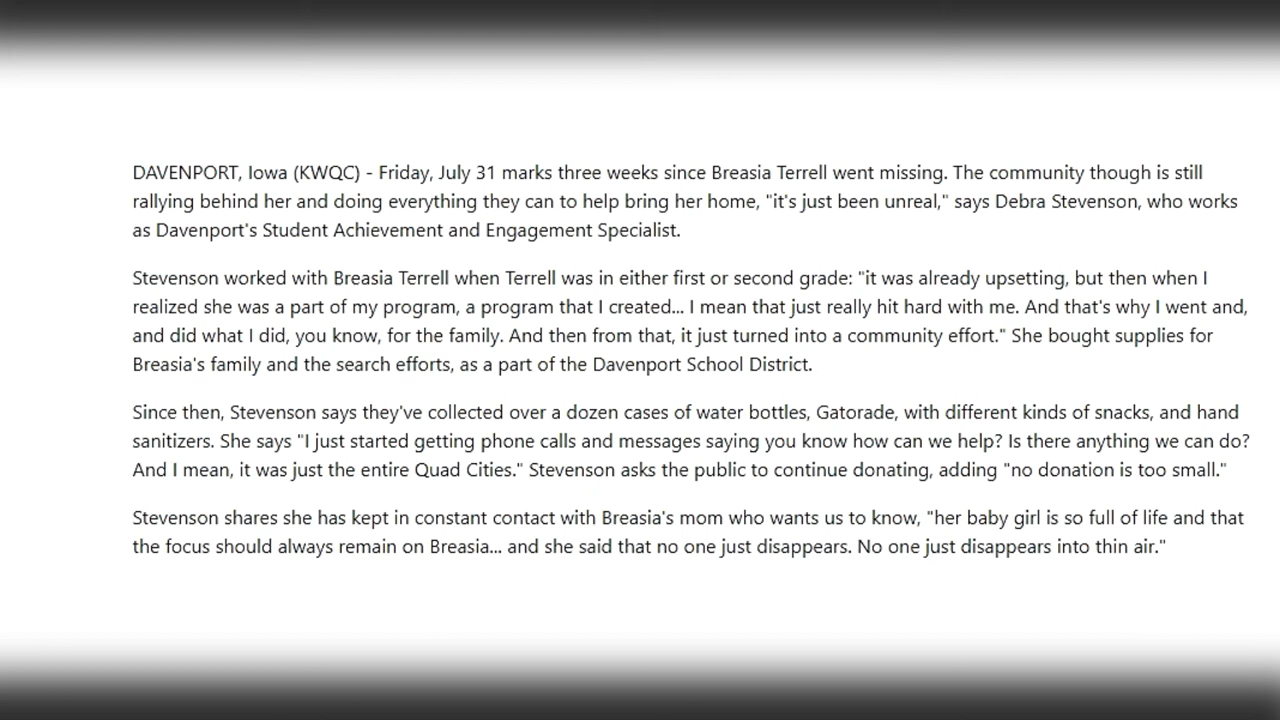 DAVENPORT, Iowa (KWQC) - Friday, July 31 marks three weeks since Breasia Terrell went missing. The community though is still
rallying behind her and doing everything they can to help bring her home, "it's just been unreal," says Debra Stevenson, who works
as Davenport's Student Achievement and Engagement Specialist.
Stevenson worked with Breasia Terrell when Terrell was in either first or second grade: "it was already upsetting, but then when I
realized she was a part of my program, a program that I created... I mean that just really hit hard with me. And that's why I went and,
and did what I did, you know, for the family. And then from that, it just turned into a community effort." She bought supplies for
Breasia's family and the search efforts, as a part of the Davenport School District.
Since then, Stevenson says they've collected over a dozen cases of water bottles, Gatorade, with different kinds of snacks, and hand
sanitizers. She says "I just started getting phone calls and messages saying you know how can we help? Is there anything we can do?
And I mean, it was just the entire Quad Cities." Stevenson asks the public to continue donating, adding "no donation is too small."
Stevenson shares she has kept in constant contact with Breasia's mom who wants us to know, "her baby girl is so full of life and that
the focus should always remain on Breasia... and she said that no one just disappears. No one just disappears into thin air."